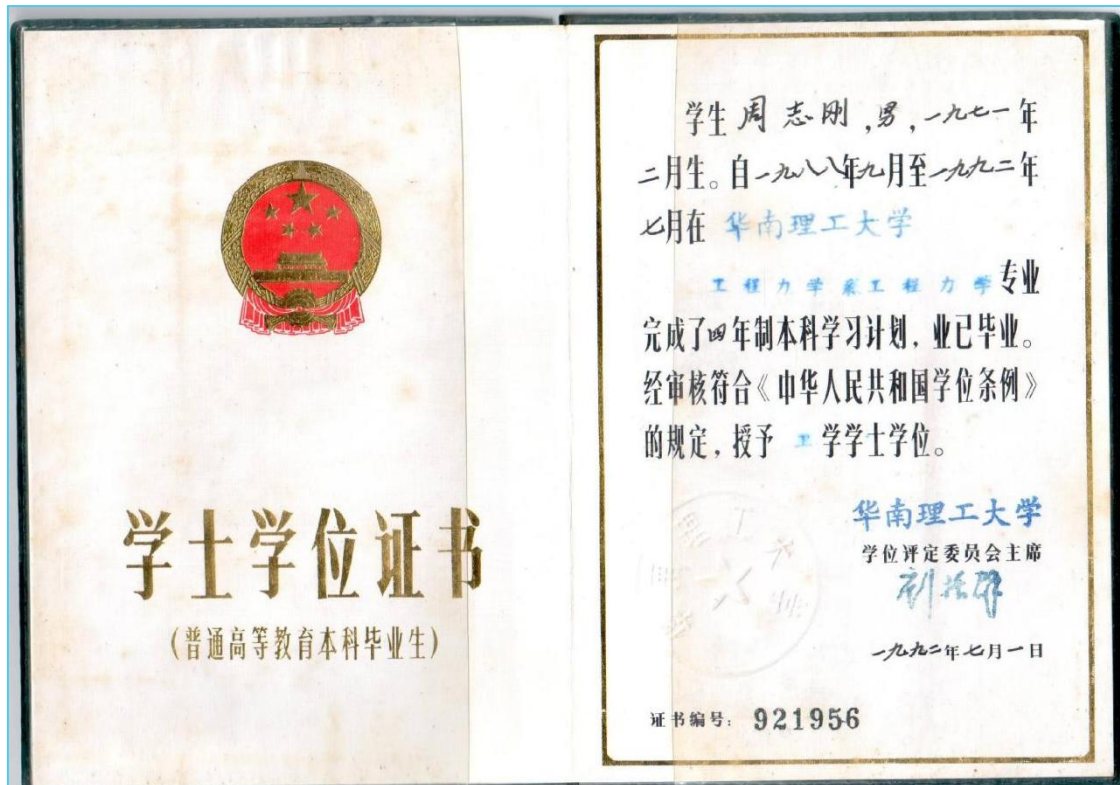 学士学位证书
(普通高等教育本科毕业生)
学生周志刚,男,一九七一年
二月生。自一九八八年九月至一九九二年
七月在 华南理工大学
工程力学系工程力学专业
完成了四年制本科学习计划,业已毕业。
经审核符合《中华人民共和国学位条例》
的规定,授予 工学学士学位。
华南理工大学
学位评定委员会主席
一九九二年七月一日
证书编号:921956